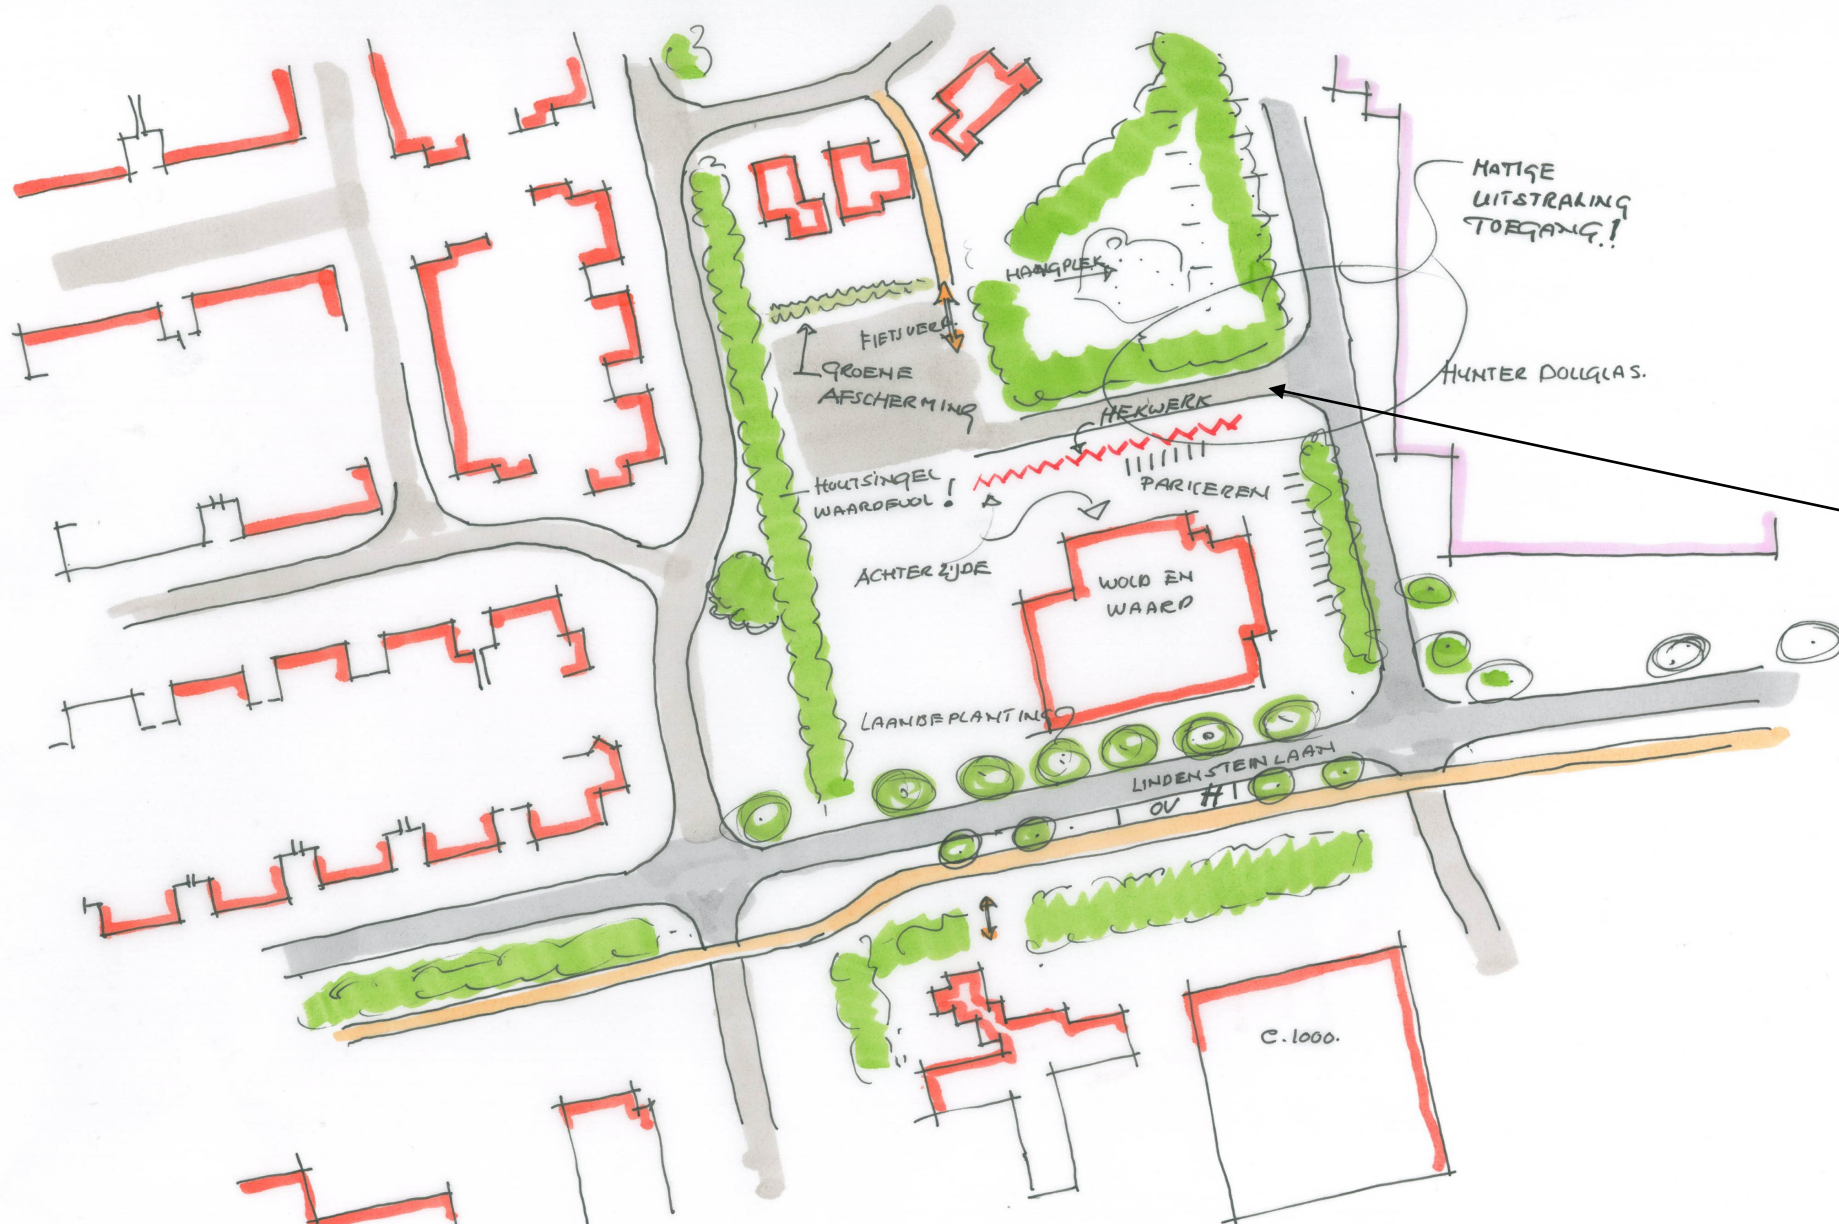 MATIGE
UITSTRALING
TOEGANG!
HANGPLEK
FIETSVERB.
GROENE
AFSCHERMING
HUNTER DOUGLAS.
HEKWERK
HOUTSINGEL
WAARDEVOL!
PARKEREN
ACHTERZIJDE
WOLD EN
WAARD
LAANBEPLANTING
LINDENSTEINLAAN
OV
C.1000.